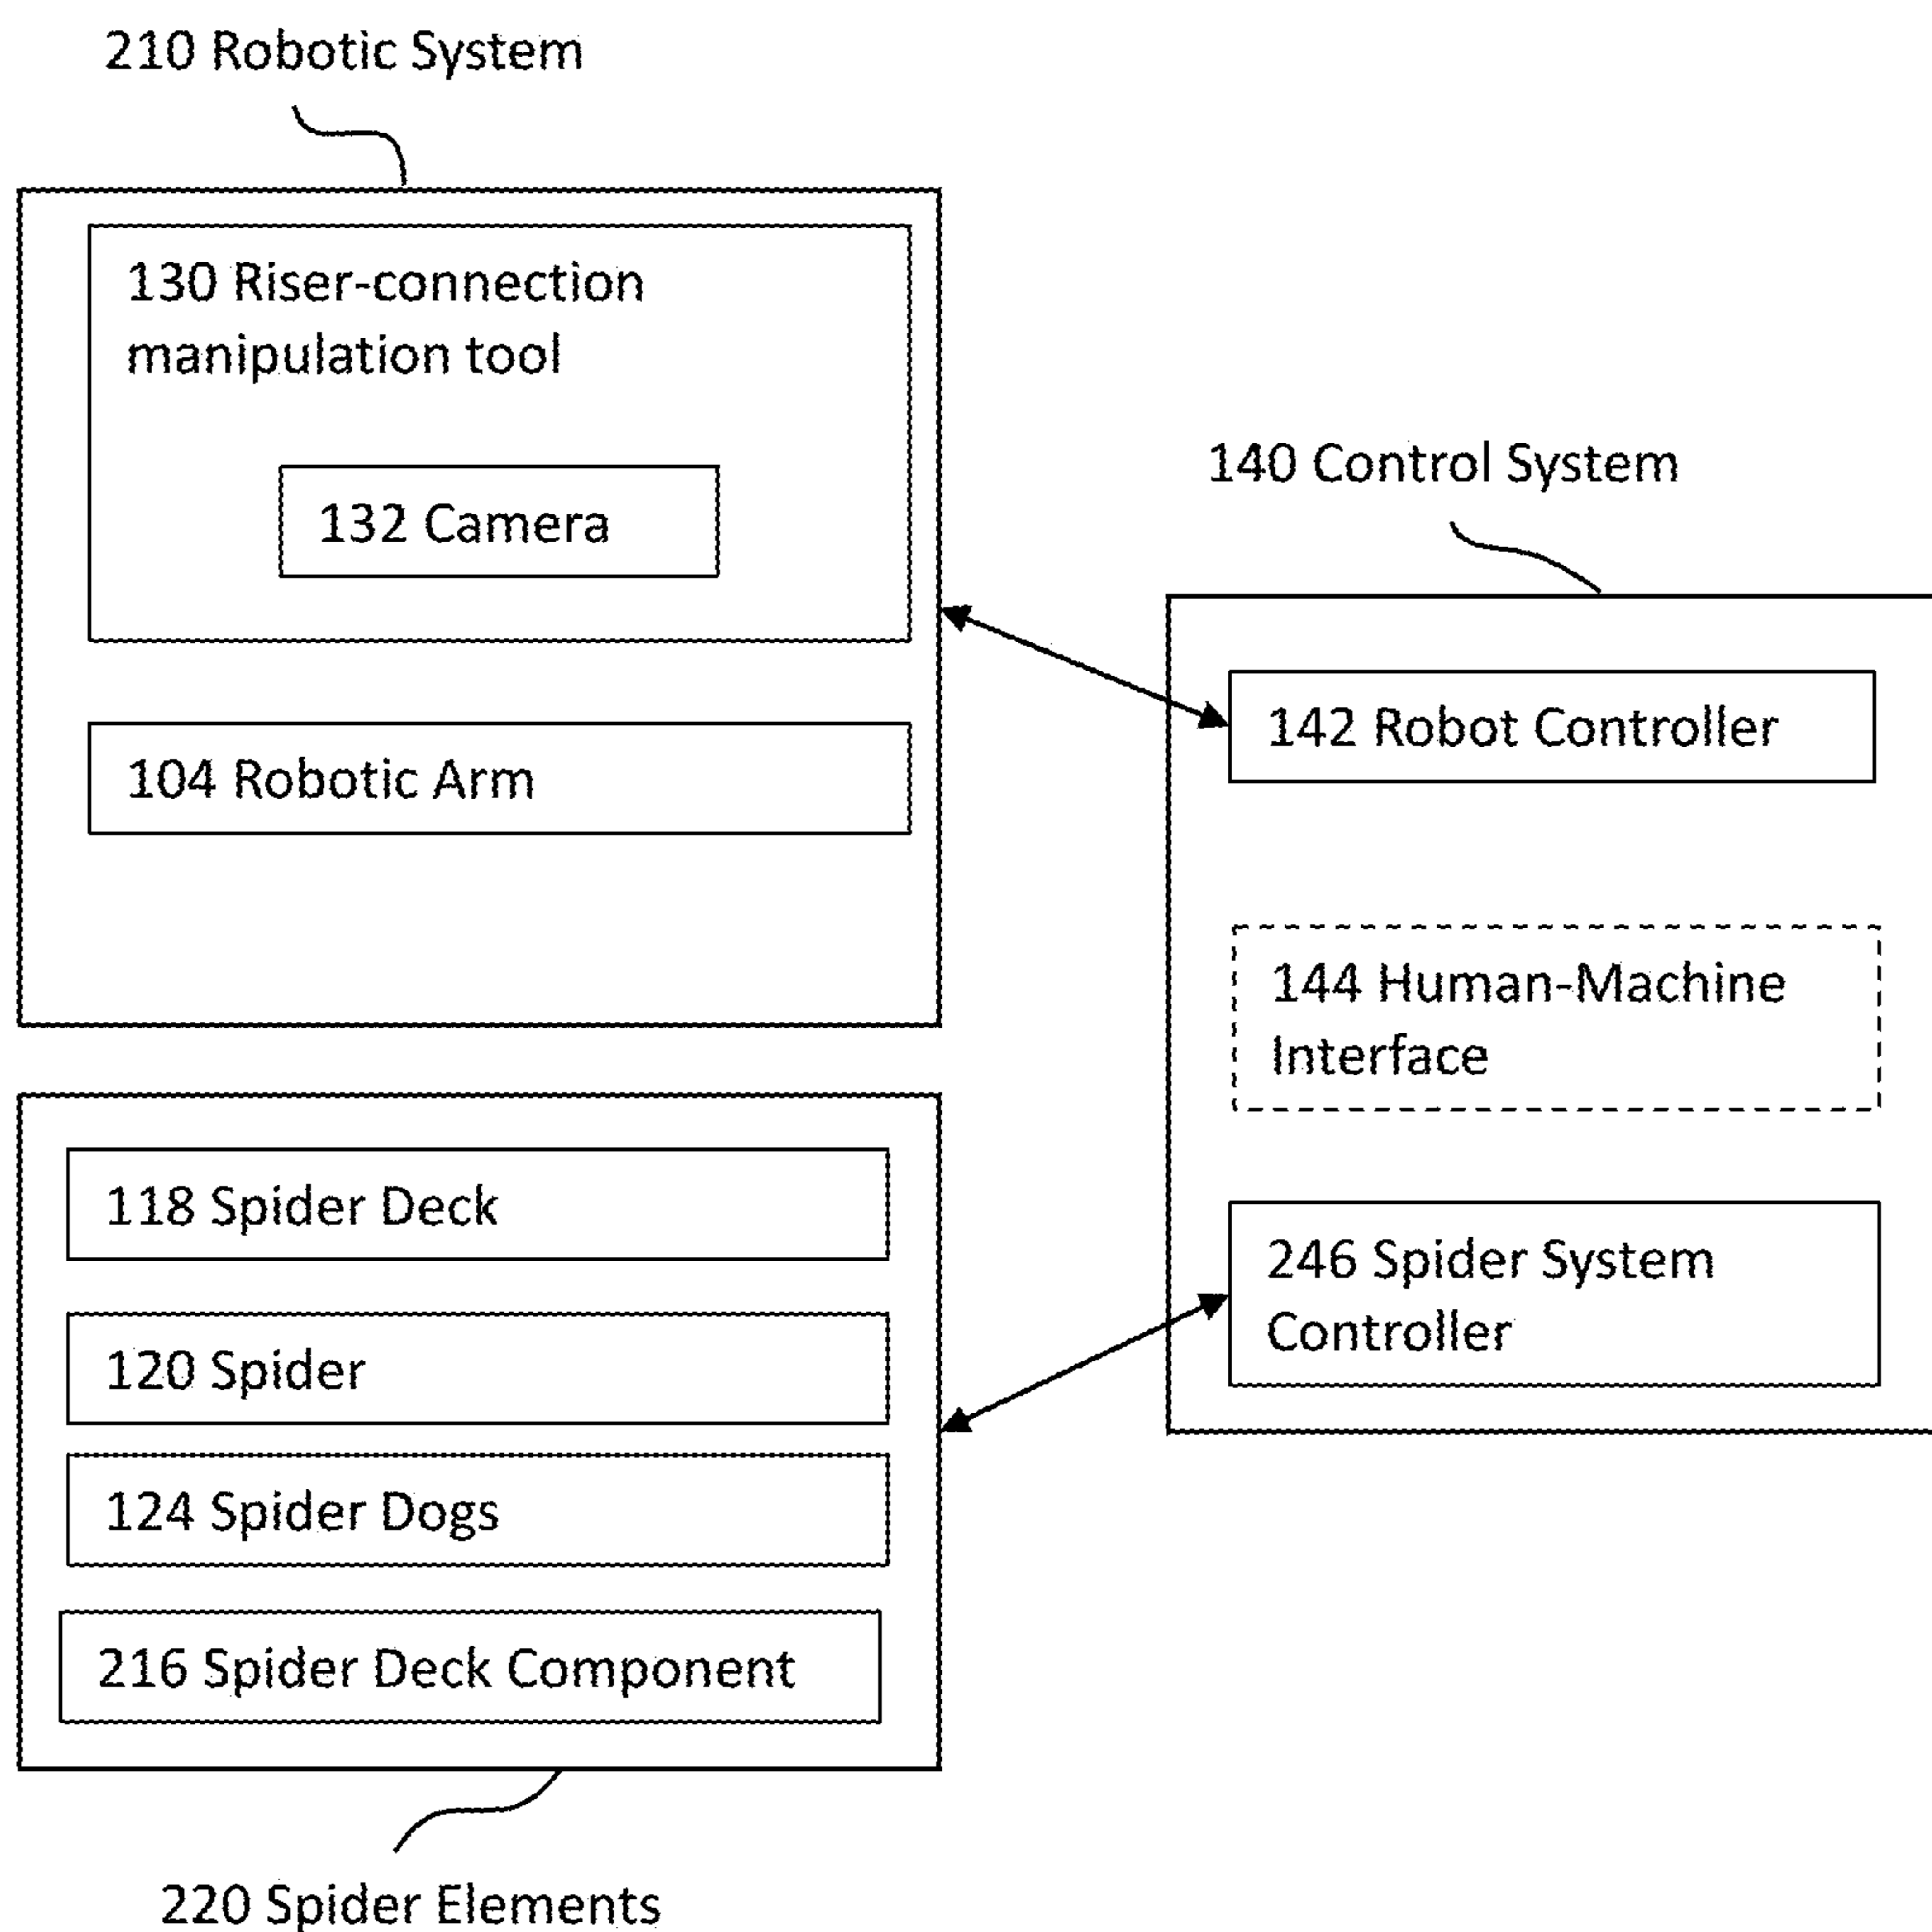 210 Robotic System
130 Riser-connection
manipulation tool
132 Camera
104 Robotic Arm
140 Control System
142 Robot Controller
144 Human-Machine
Interface
246 Spider System
Controller
118 Spider Deck
120 Spider
124 Spider Dogs
216 Spider Deck Component
220 Spider Elements